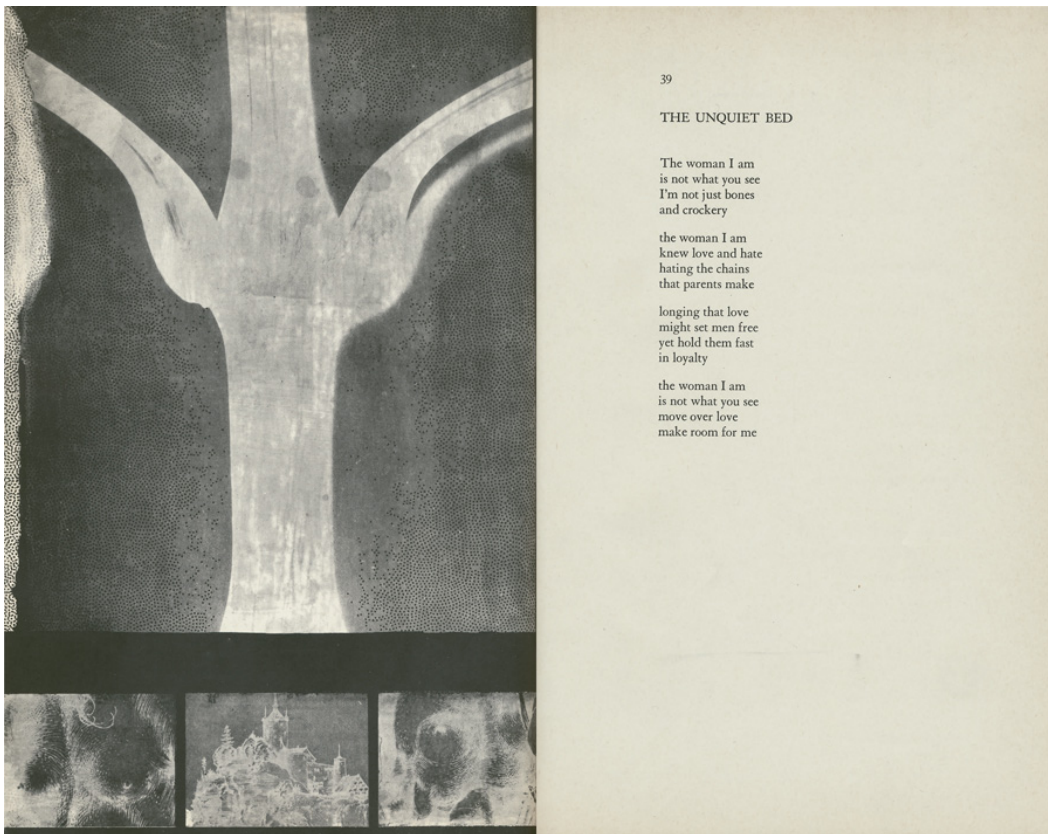 39
THE UNQUIET BED
The woman I am
is not what you see
I'm not just bones
and crockery
the woman I am
knew love and hate
hating the chains
that parents make
longing that love
might set men free
yet hold them fast
in loyalty
the woman I am
is not what you see
move over love
make room for me